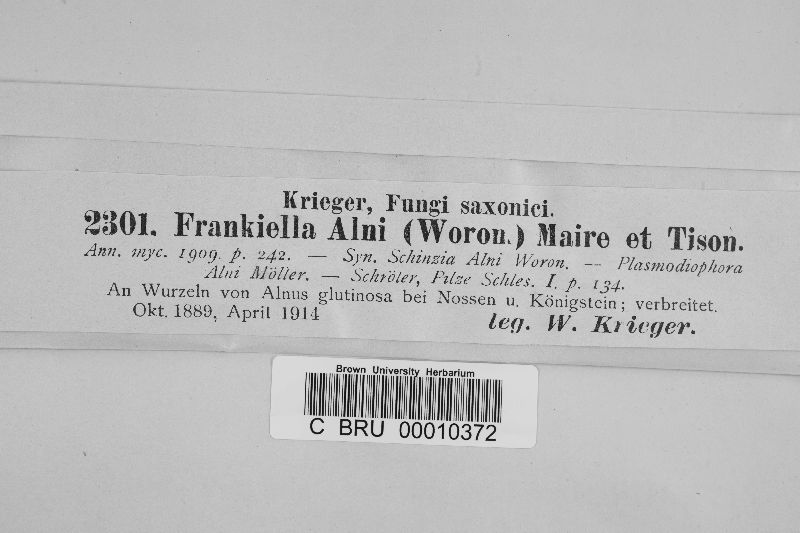 Krieger, Fungi saxonici.
2301. Frankiella Alni (Woron.) Maire et Tison.
Ann. myc. 1909. p. 242. — Syn. Schinzia Alni Woron. — Plasmodiophora
Alni Möller. — Schröter, Pilze Schles. I. p. 134.
An Wurzeln von Alnus glutinosa bei Nossen u. Königstein; verbreitet.
Okt. 1889, April 1914
leg. W. Krieger.
Brown University Herbarium
C BRU 00010372